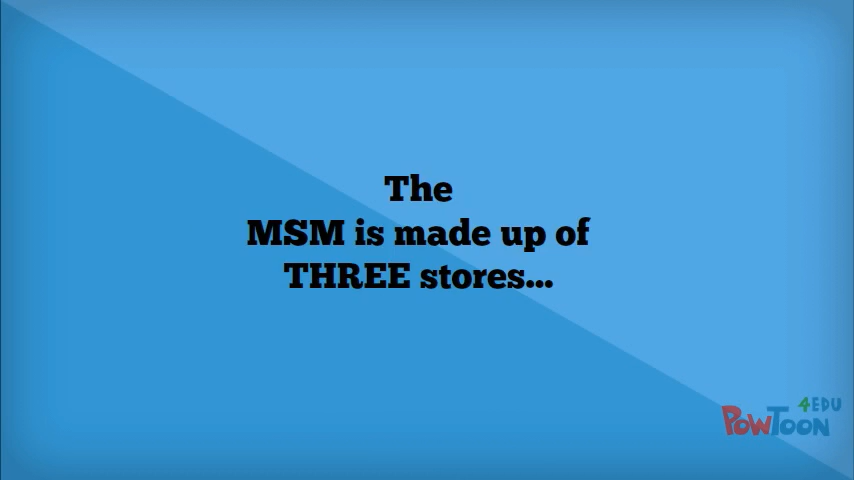 The
MSM is made up of
THREE stores...
4EDU
POWTOON